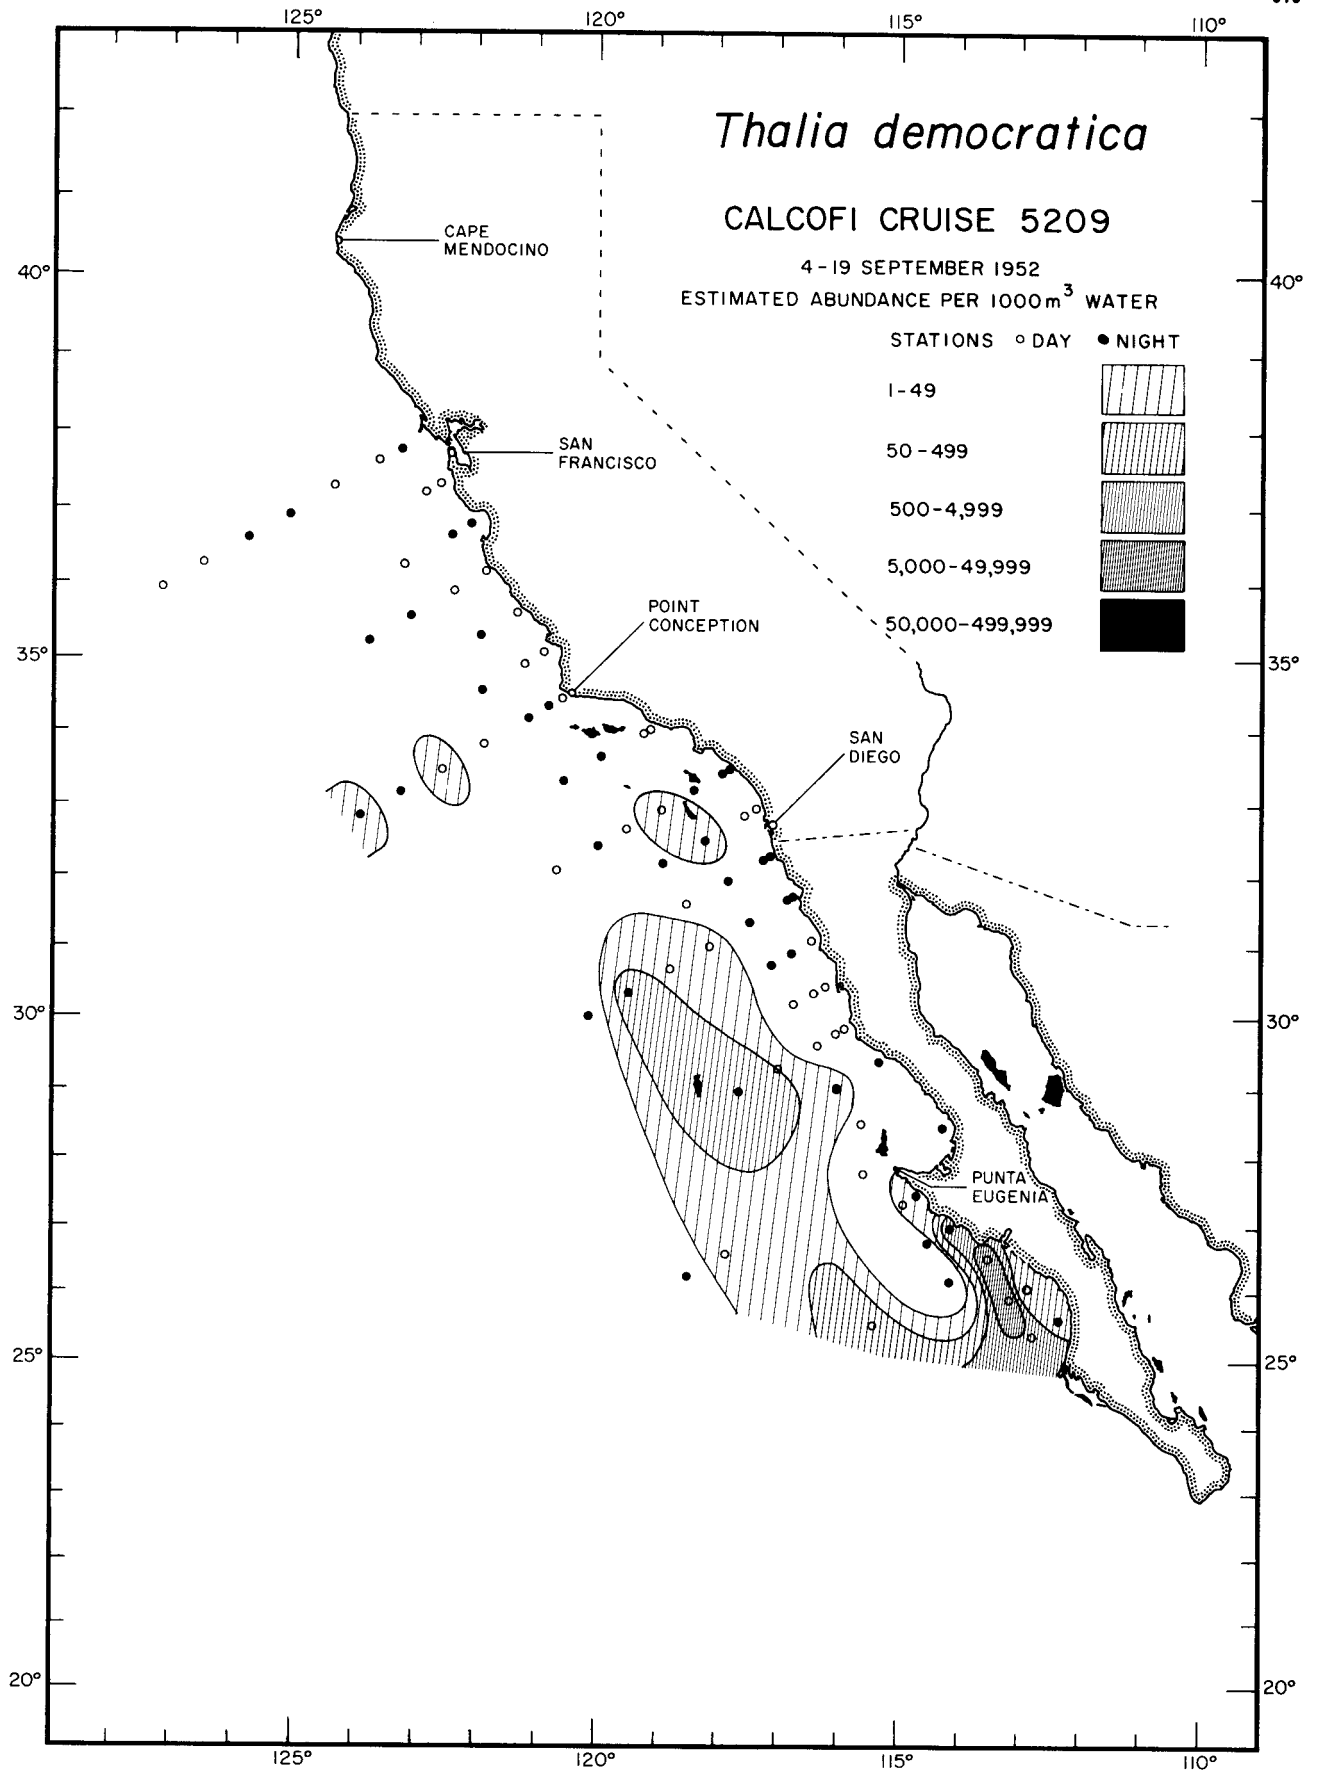 125° 120° 115° 110°
Thalia democratica
CALCOFI CRUISE 5209
4-19 SEPTEMBER 1952
ESTIMATED ABUNDANCE PER 1000m³ WATER
STATIONS ○ DAY ● NIGHT
1-49
50-499
500-4,999
5,000-49,999
50,000-499,999
CAPE
MENDOCINO
40° 40°
SAN
FRANCISCO
POINT
CONCEPTION
35° 35°
SAN
DIEGO
30° 30°
PUNTA
EUGENIA
25° 25°
20° 20°
125° 120° 115° 110°